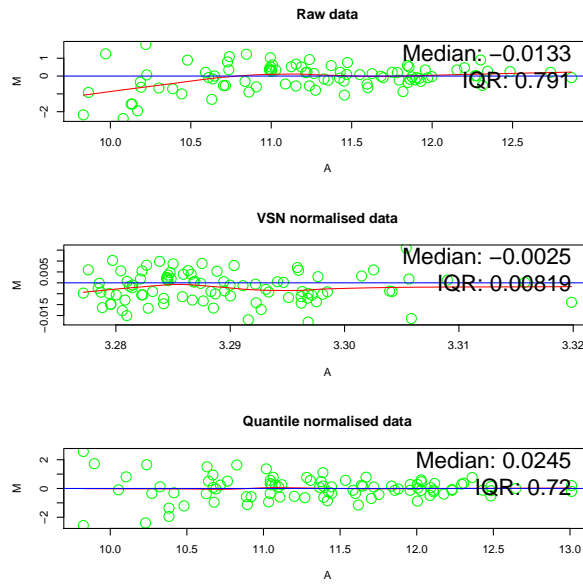 Raw data
Median: −0.0133
IQR: 0.791
M
1
0
−2
10.0 10.5 11.0 11.5 12.0 12.5
A
VSN normalised data
Median: −0.0025
IQR: 0.00819
M
0.005
−0.015
3.28 3.29 3.30 3.31 3.32
A
Quantile normalised data
Median: 0.0245
IQR: 0.72
M
2
0
−2
10.0 10.5 11.0 11.5 12.0 12.5 13.0
A